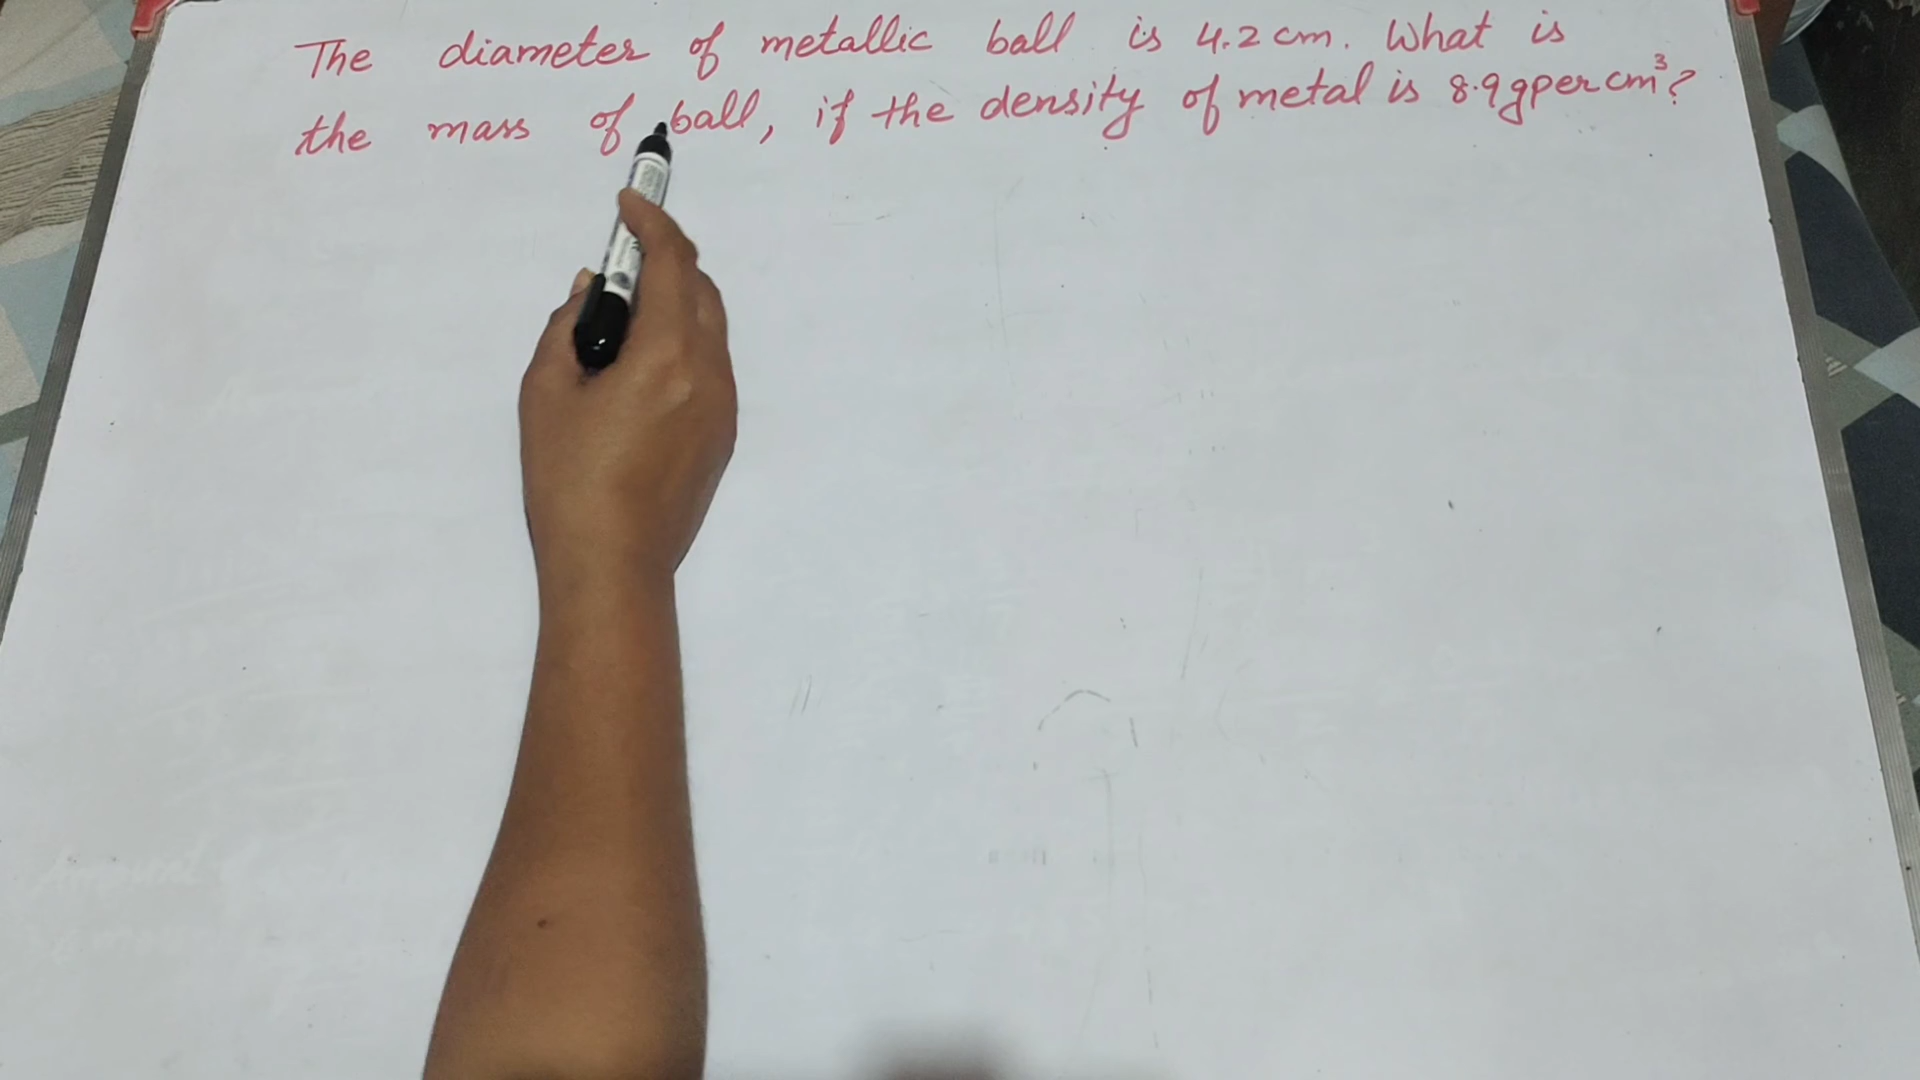 The diameter of metallic ball is 4.2 cm. What is
the mass of ball, if the density of metal is 8.9g per cm³?